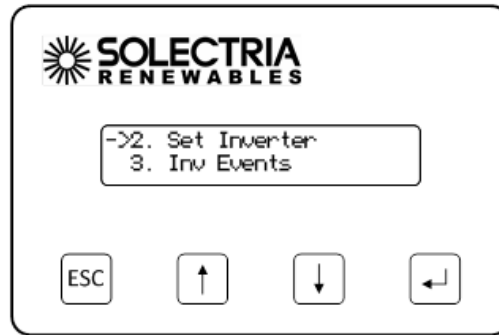 SOLECTRIA
RENEWABLES
->2. Set Inverter
3. Inv Events
ESC